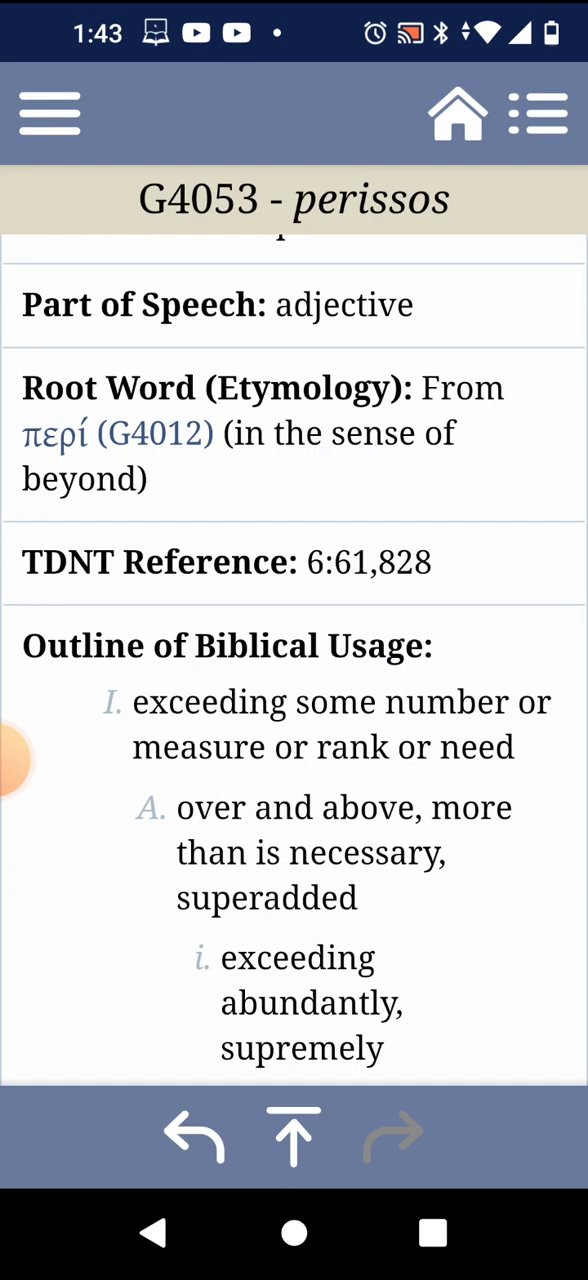 1:43
G4053 - perissos
Part of Speech: adjective
Root Word (Etymology): From
περί (G4012) (in the sense of
beyond)
TDNT Reference: 6:61,828
Outline of Biblical Usage:
I. exceeding some number or
measure or rank or need
A. over and above, more
than is necessary,
superadded
i. exceeding
abundantly,
supremely